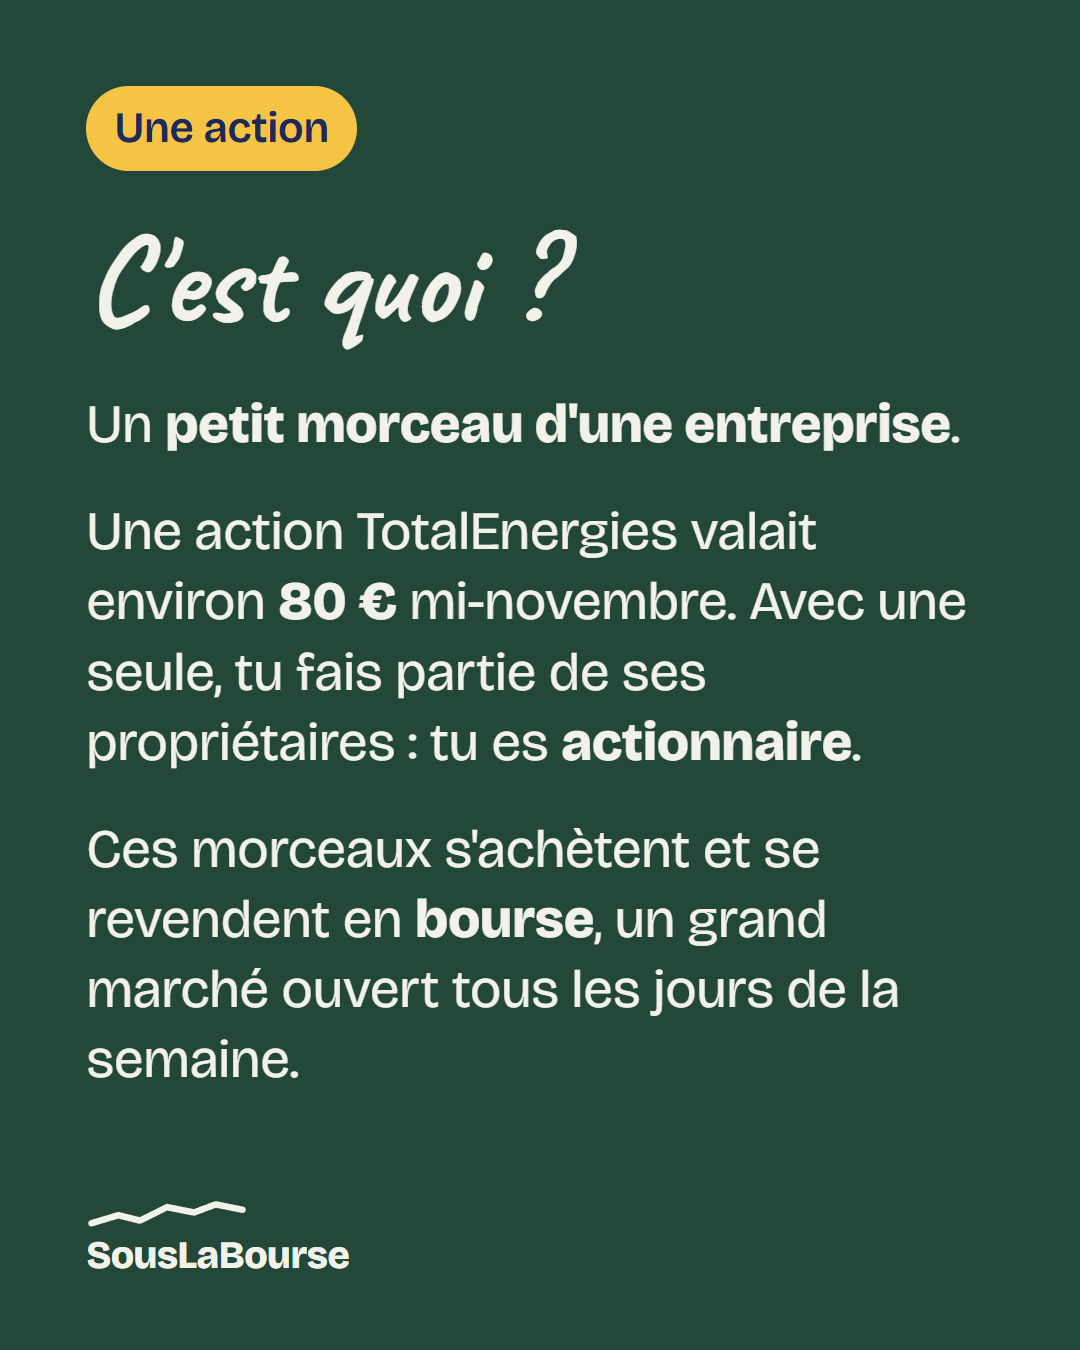 Une action
C'est quoi ?
Un petit morceau d'une entreprise.
Une action TotalEnergies valait
environ 80 € mi-novembre. Avec une
seule, tu fais partie de ses
propriétaires : tu es actionnaire.
Ces morceaux s'achètent et se
revendent en bourse, un grand
marché ouvert tous les jours de la
semaine.
SousLaBourse